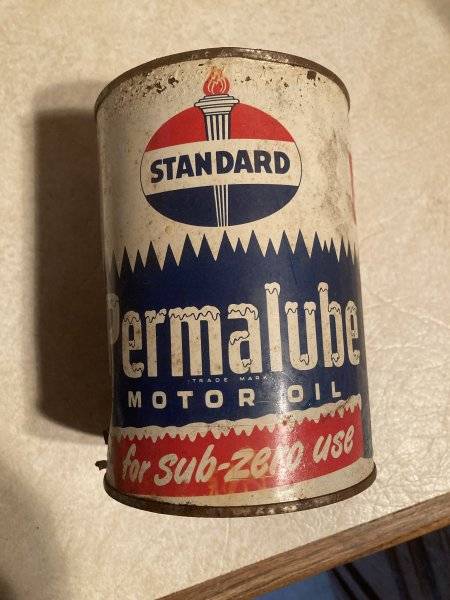 STANDARD
Permalube
TRADE MARK
MOTOR OIL
for sub-zero use